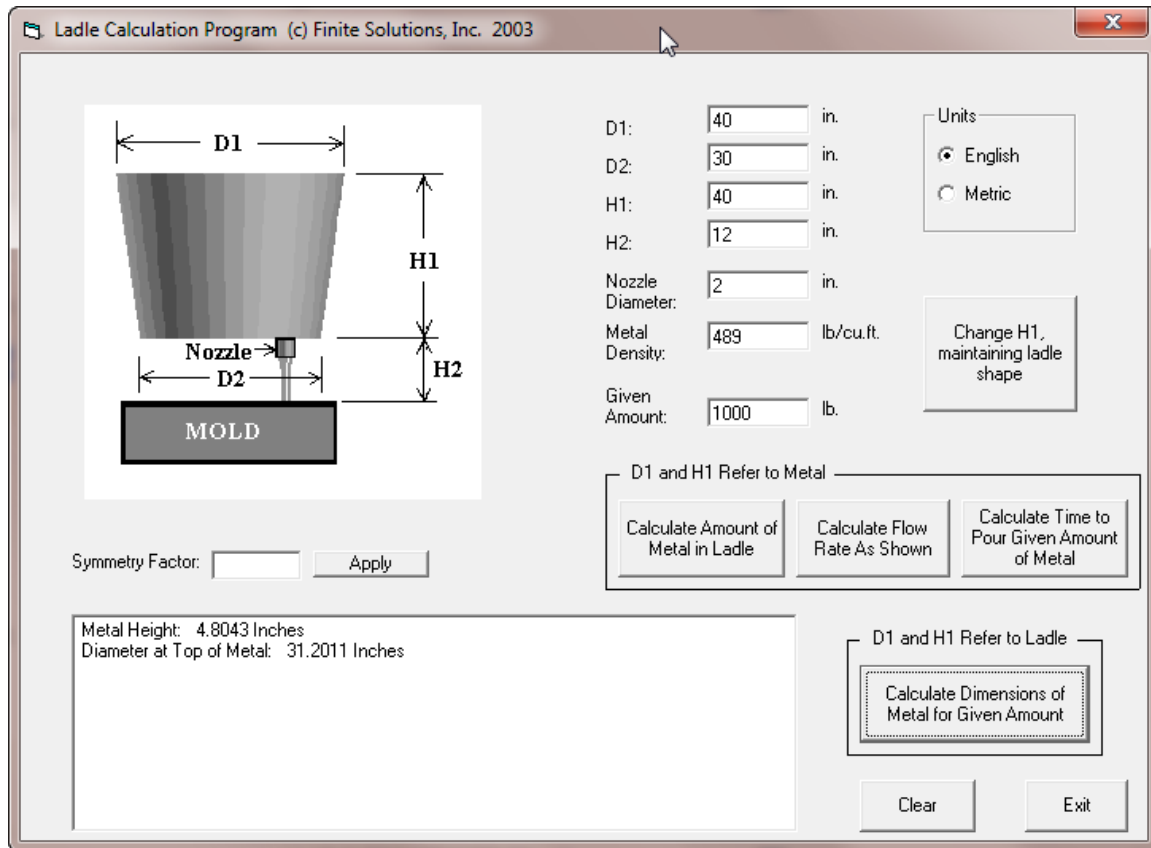 Ladle Calculation Program (c) Finite Solutions, Inc. 2003
D1
H1
Nozzle
D2
H2
MOLD
D1: 40 in.
D2: 30 in.
H1: 40 in.
H2: 12 in.
Nozzle
Diameter: 2 in.
Metal
Density: 489 lb/cu.ft.
Given
Amount: 1000 lb.
Units
English
Metric
Change H1,
maintaining ladle
shape
D1 and H1 Refer to Metal
Calculate Amount of
Metal in Ladle
Calculate Flow
Rate As Shown
Calculate Time to
Pour Given Amount
of Metal
Symmetry Factor:
Apply
Metal Height: 4.8043 Inches
Diameter at Top of Metal: 31.2011 Inches
D1 and H1 Refer to Ladle
Calculate Dimensions of
Metal for Given Amount
Clear
Exit